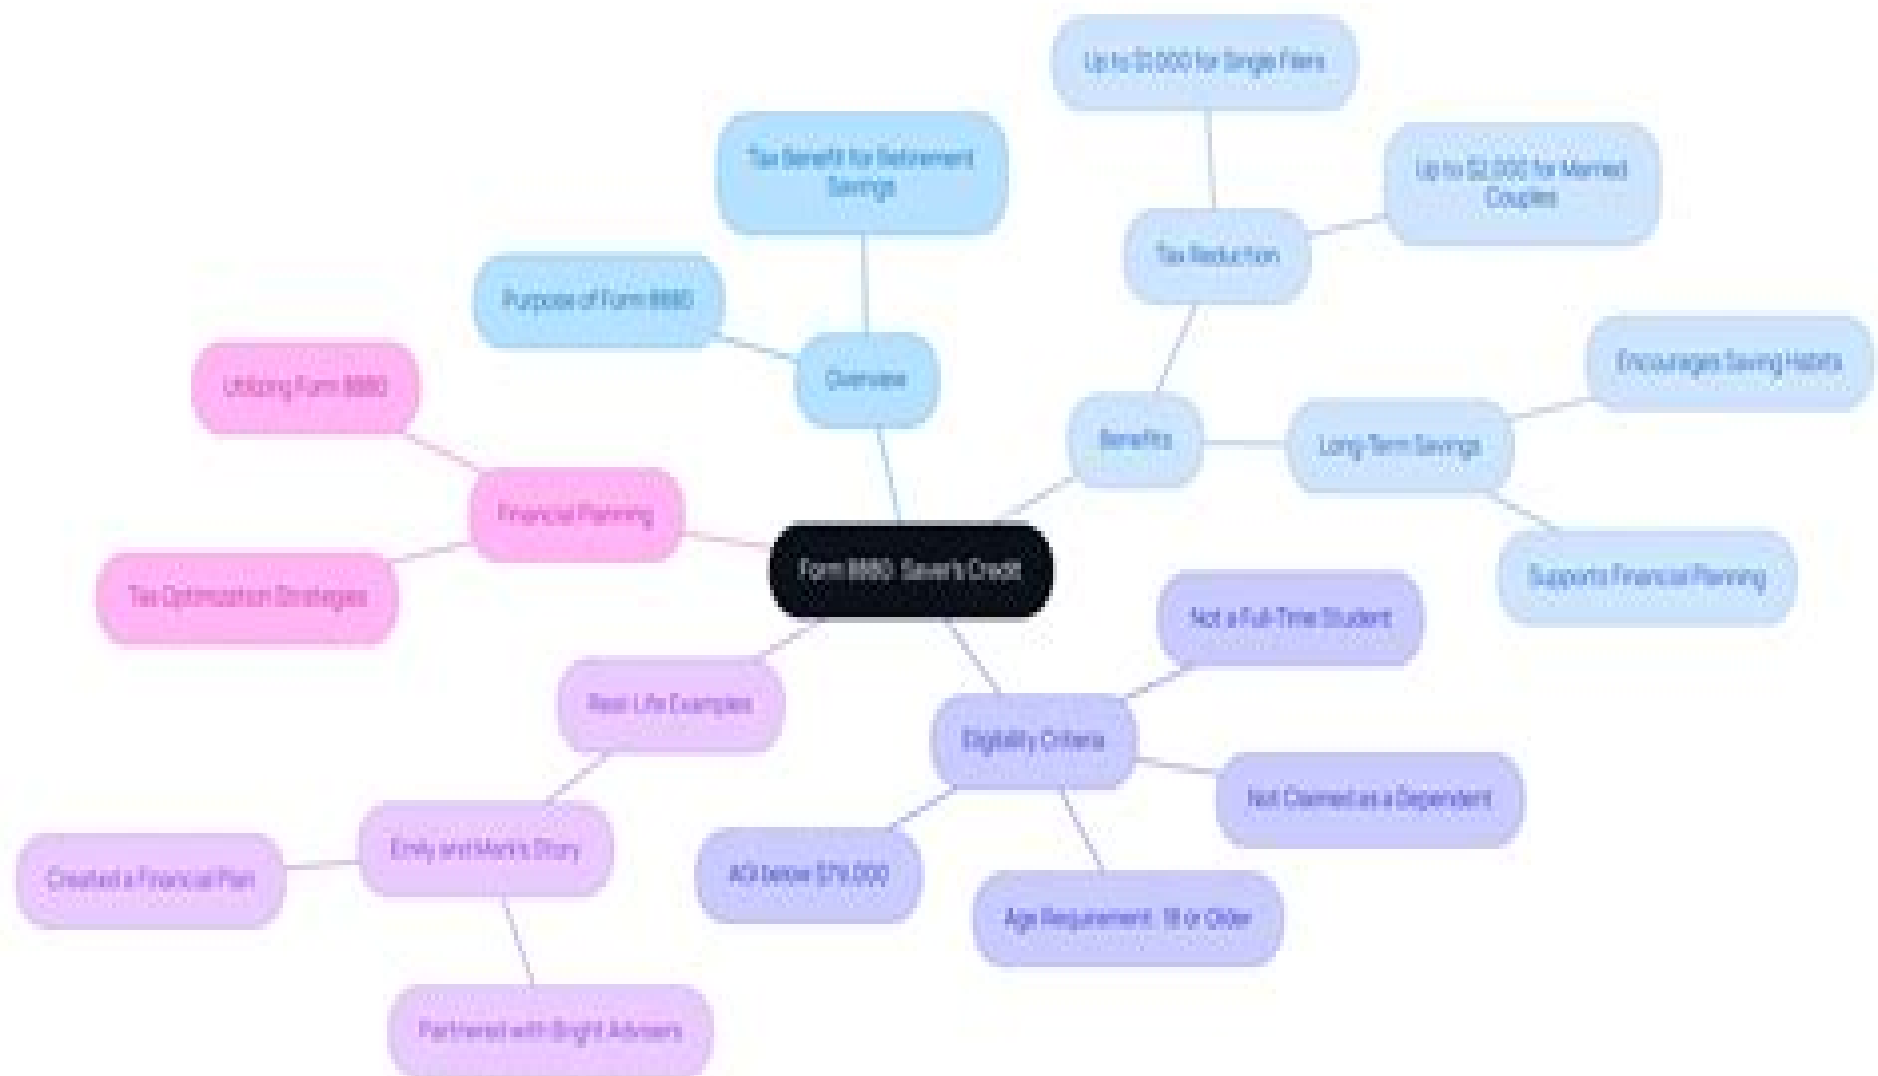 Up to $1,000 for Single Filers
Tax Benefit for Retirement
Savings
Up to $2,000 for Married
Couples
Tax Reduction
Purpose of Form 8880
Overview
Utilizing Form 8880
Encourages Saving Habits
Benefits
Long-Term Savings
Financial Planning
Form 8880 Saver's Credit
Supports Financial Planning
Tax Optimization Strategies
Not a Full-Time Student
Real-Life Examples
Eligibility Criteria
Not Claimed as a Dependent
Emily and Mark's Story
AGI below $79,000
Created a Financial Plan
Age Requirement: 18 or Older
Partnered with Bright Advisers